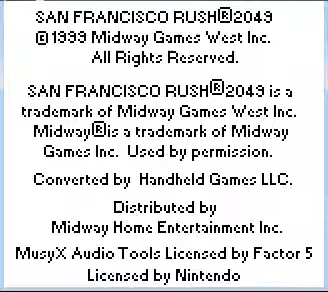 SAN FRANCISCO RUSH®2049
©1999 Midway Games West Inc.
All Rights Reserved.
SAN FRANCISCO RUSH®2049 is a
trademark of Midway Games West Inc.
Midway®is a trademark of Midway
Games Inc. Used by permission.
Converted by Handheld Games LLC.
Distributed by
Midway Home Entertainment Inc.
MusyX Audio Tools Licensed by Factor 5
Licensed by Nintendo